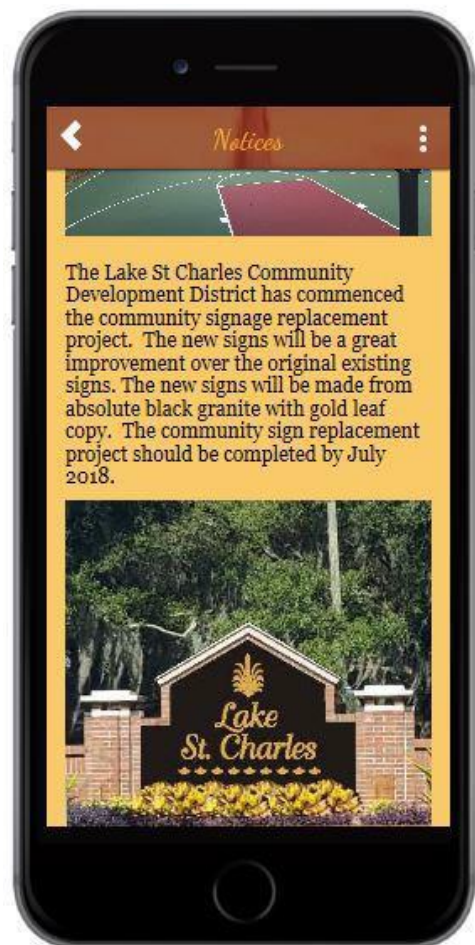 Notices
The Lake St Charles Community
Development District has commenced
the community signage replacement
project.  The new signs will be a great
improvement over the original existing
signs. The new signs will be made from
absolute black granite with gold leaf
copy.  The community sign replacement
project should be completed by July
2018.
Lake
St. Charles